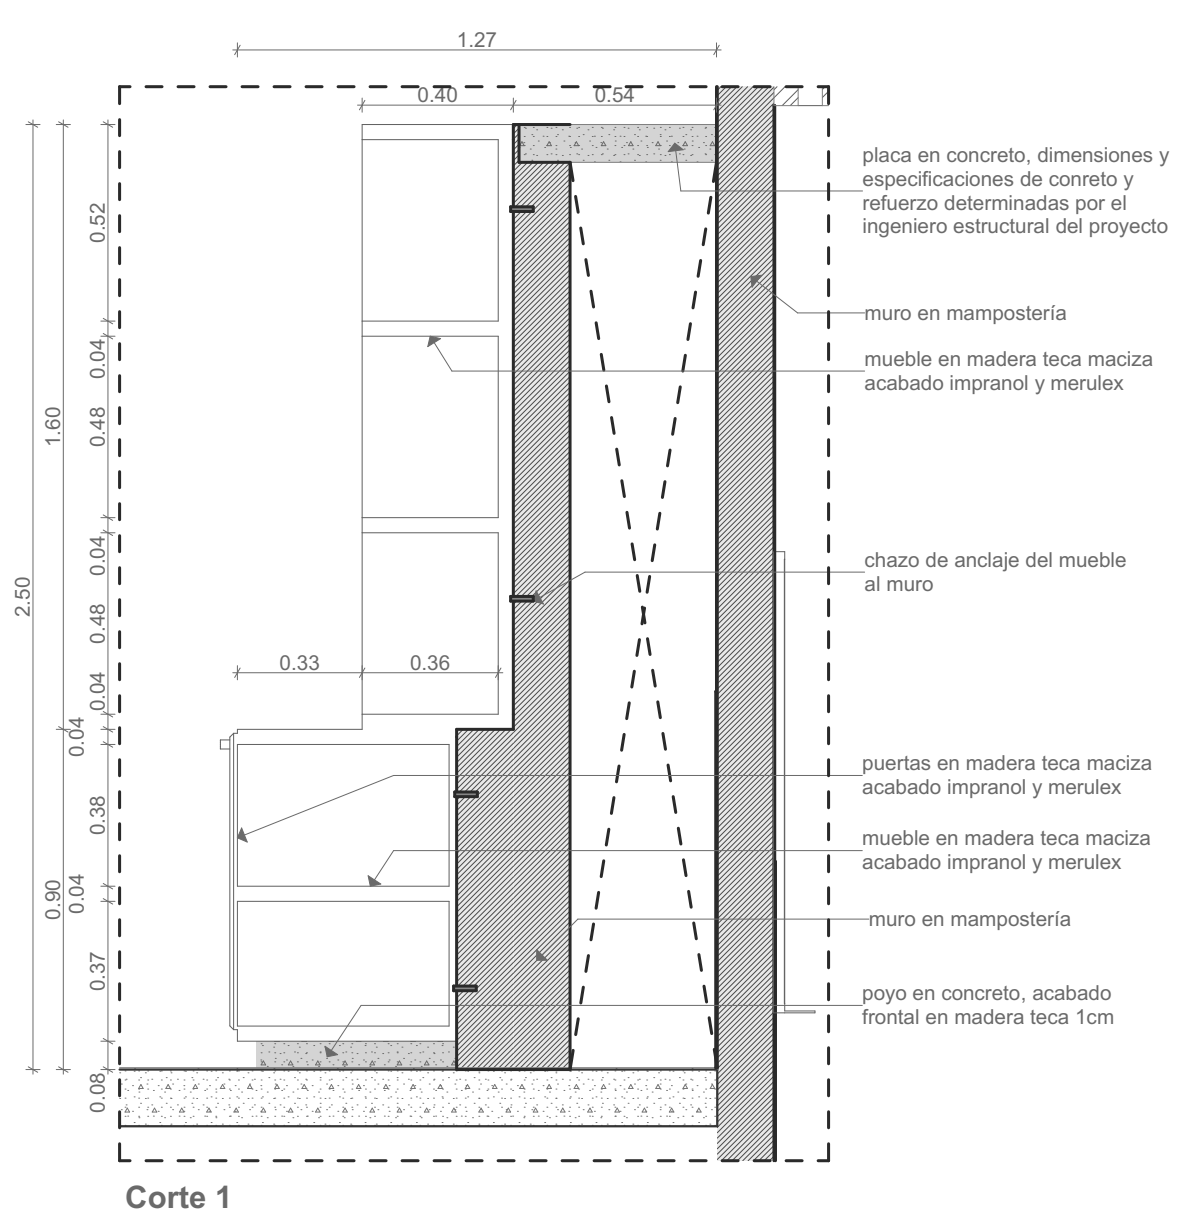 1.27
0.40
0.54
placa en concreto, dimensiones y
especificaciones de conreto y
refuerzo determinadas por el
ingeniero estructural del proyecto
0.52
muro en mampostería
0.04
mueble en madera teca maciza
acabado impranol y merulex
1.60
0.48
0.04
chazo de anclaje del mueble
al muro
2.50
0.48
0.33
0.36
0.04
0.04
puertas en madera teca maciza
acabado impranol y merulex
0.38
mueble en madera teca maciza
acabado impranol y merulex
0.90
0.04
muro en mampostería
0.37
poyo en concreto, acabado
frontal en madera teca 1cm
0.08
Corte 1